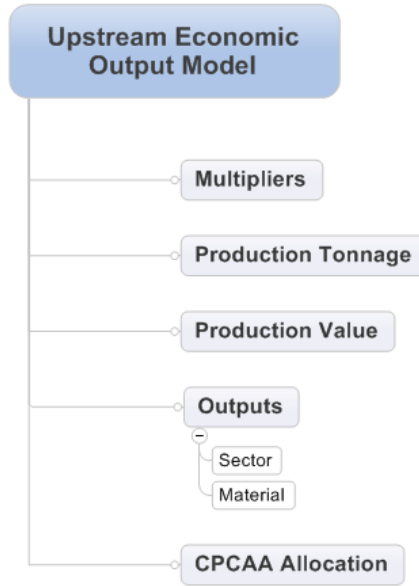 Upstream Economic
Output Model
Multipliers
Production Tonnage
Production Value
Outputs
Sector
Material
CPCAA Allocation